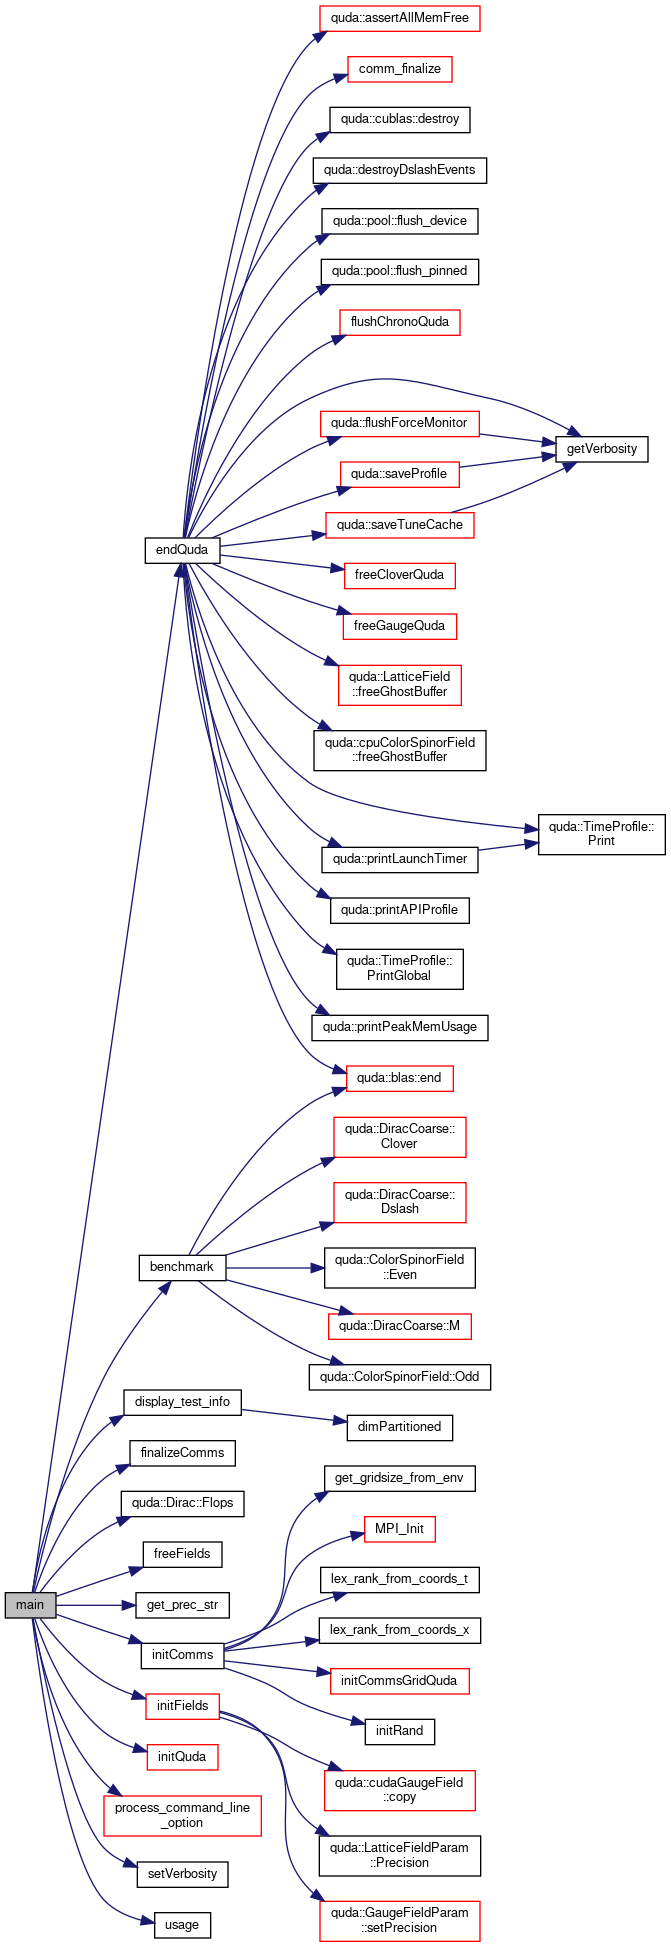 quda::assertAllMemFree
comm_finalize
quda::cublas::destroy
quda::destroyDslashEvents
quda::pool::flush_device
quda::pool::flush_pinned
flushChronoQuda
quda::flushForceMonitor
getVerbosity
quda::saveProfile
quda::saveTuneCache
endQuda
freeCloverQuda
freeGaugeQuda
quda::LatticeField
::freeGhostBuffer
quda::cpuColorSpinorField
::freeGhostBuffer
quda::TimeProfile::
Print
quda::printLaunchTimer
quda::printAPIProfile
quda::TimeProfile::
PrintGlobal
quda::printPeakMemUsage
quda::blas::end
quda::DiracCoarse::
Clover
quda::DiracCoarse::
Dslash
benchmark
quda::ColorSpinorField
::Even
quda::DiracCoarse::M
quda::ColorSpinorField::Odd
display_test_info
dimPartitioned
finalizeComms
get_gridsize_from_env
quda::Dirac::Flops
MPI_Init
freeFields
lex_rank_from_coords_t
main
get_prec_str
lex_rank_from_coords_x
initComms
initCommsGridQuda
initFields
initRand
initQuda
quda::cudaGaugeField
::copy
process_command_line
_option
quda::LatticeFieldParam
::Precision
setVerbosity
quda::GaugeFieldParam
::setPrecision
usage